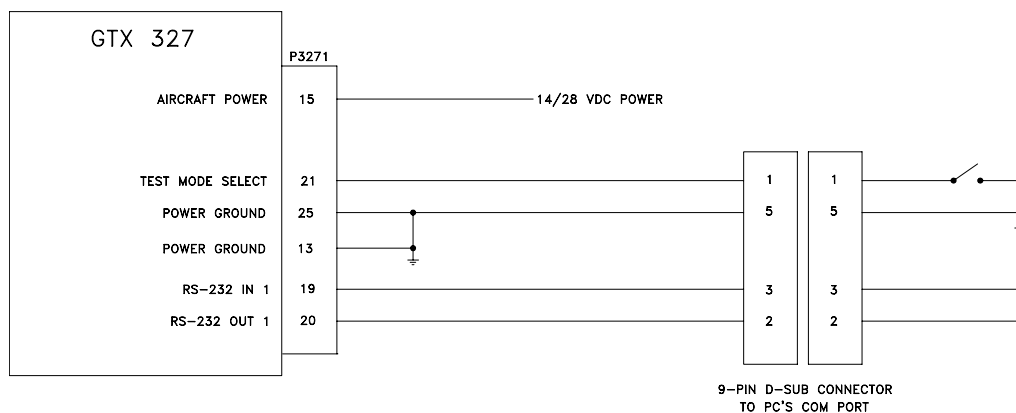 GTX 327
P3271
AIRCRAFT POWER 15 14/28 VDC POWER
TEST MODE SELECT 21 1 1
POWER GROUND 25 5 5
POWER GROUND 13
RS-232 IN 1 19 3 3
RS-232 OUT 1 20 2 2
9-PIN D-SUB CONNECTOR
TO PC'S COM PORT